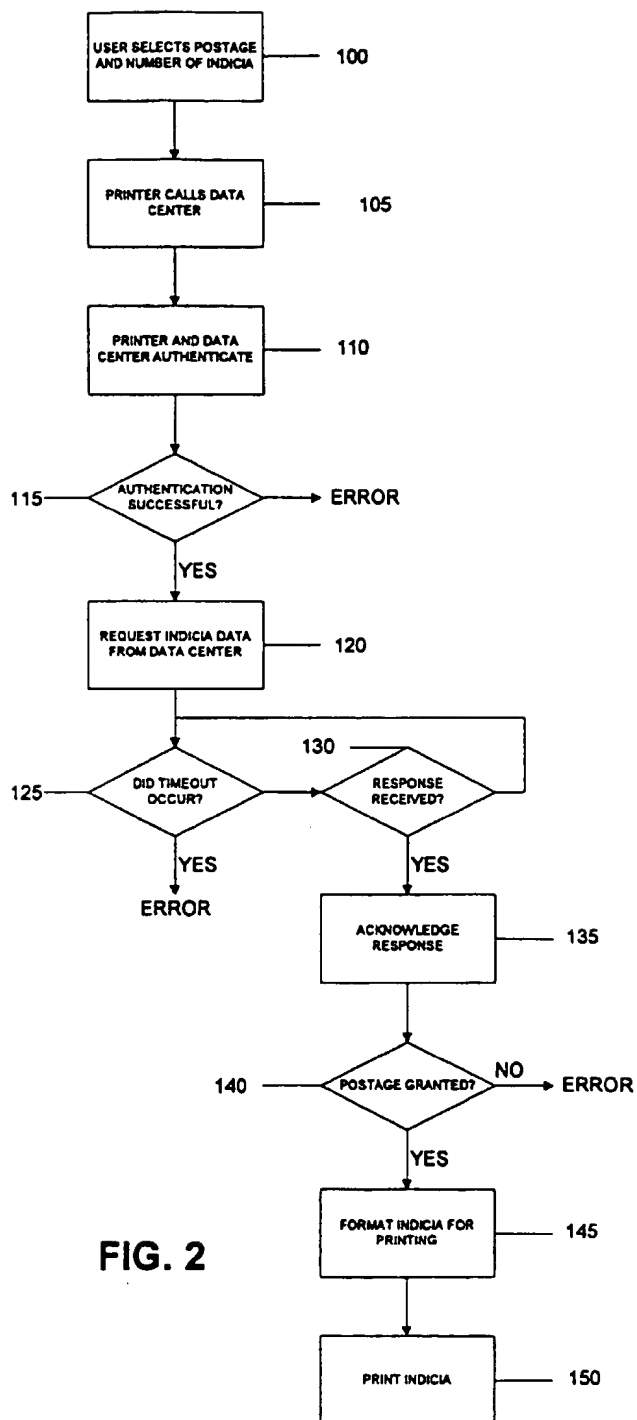 USER SELECTS POSTAGE
AND NUMBER OF INDICIA
100
PRINTER CALLS DATA
CENTER
105
PRINTER AND DATA
CENTER AUTHENTICATE
110
115
AUTHENTICATION
SUCCESSFUL?
ERROR
YES
REQUEST INDICIA DATA
FROM DATA CENTER
120
125
DID TIMEOUT
OCCUR?
130
RESPONSE
RECEIVED?
YES
ERROR
YES
ACKNOWLEDGE
RESPONSE
135
140
POSTAGE GRANTED?
NO
ERROR
YES
FORMAT INDICIA FOR
PRINTING
145
FIG. 2
PRINT INDICIA
150